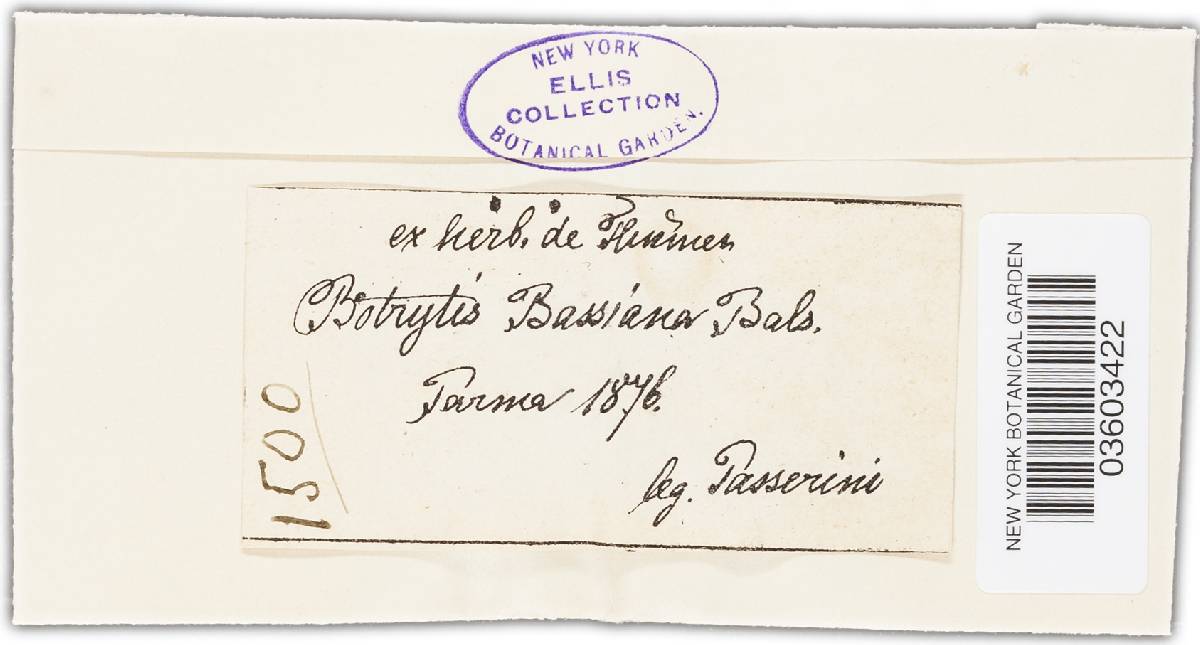 NEW YORK
ELLIS
COLLECTION
BOTANICAL GARDEN.
ex herb. de Thümen
Botrytis Bassiana Bals.
Parma 1876.
leg. Passerini
1500
NEW YORK BOTANICAL GARDEN
03603422